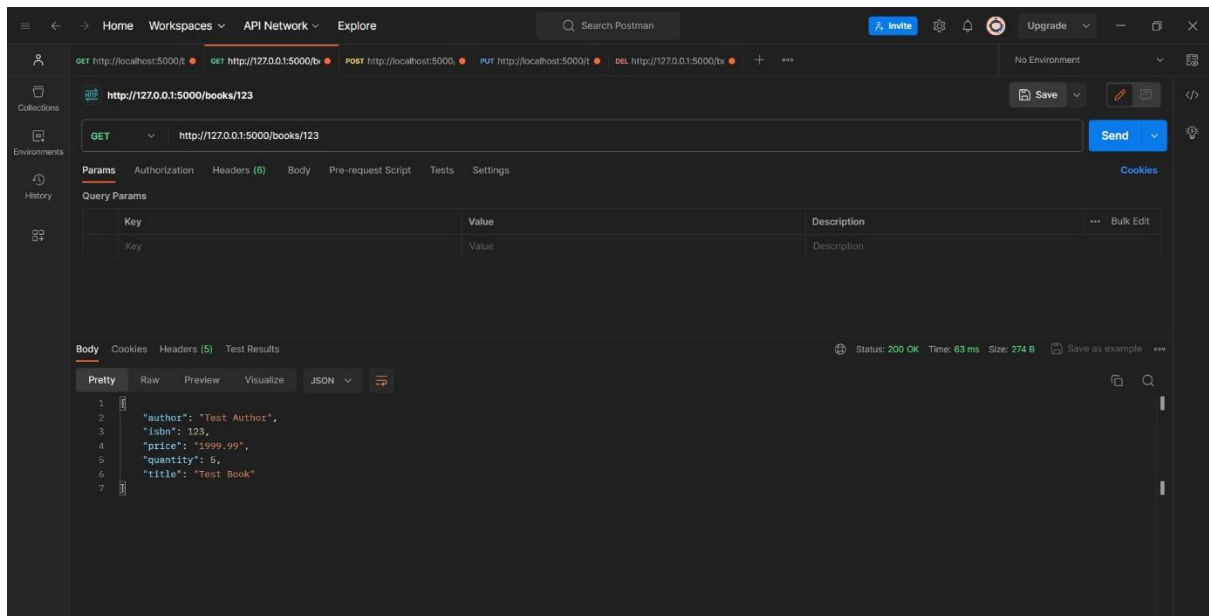 Home Workspaces API Network Explore Search Postman Invite Upgrade
GET http://localhost:5000/t GET http://127.0.0.1:5000/b POST http://localhost:5000, PUT http://localhost:5000/t DEL http://127.0.0.1:5000/b + No Environment
HTTP http://127.0.0.1:5000/books/123 Save
Collections
GET http://127.0.0.1:5000/books/123 Send
Environments
Params Authorization Headers (6) Body Pre-request Script Tests Settings Cookies
History
Query Params
Key Value Description Bulk Edit
Key Value Description
Body Cookies Headers (5) Test Results Status: 200 OK Time: 63 ms Size: 274 B Save as example
Pretty Raw Preview Visualize JSON
1 {
2 "author": "Test Author",
3 "isbn": 123,
4 "price": "1999.99",
5 "quantity": 5,
6 "title": "Test Book"
7 }